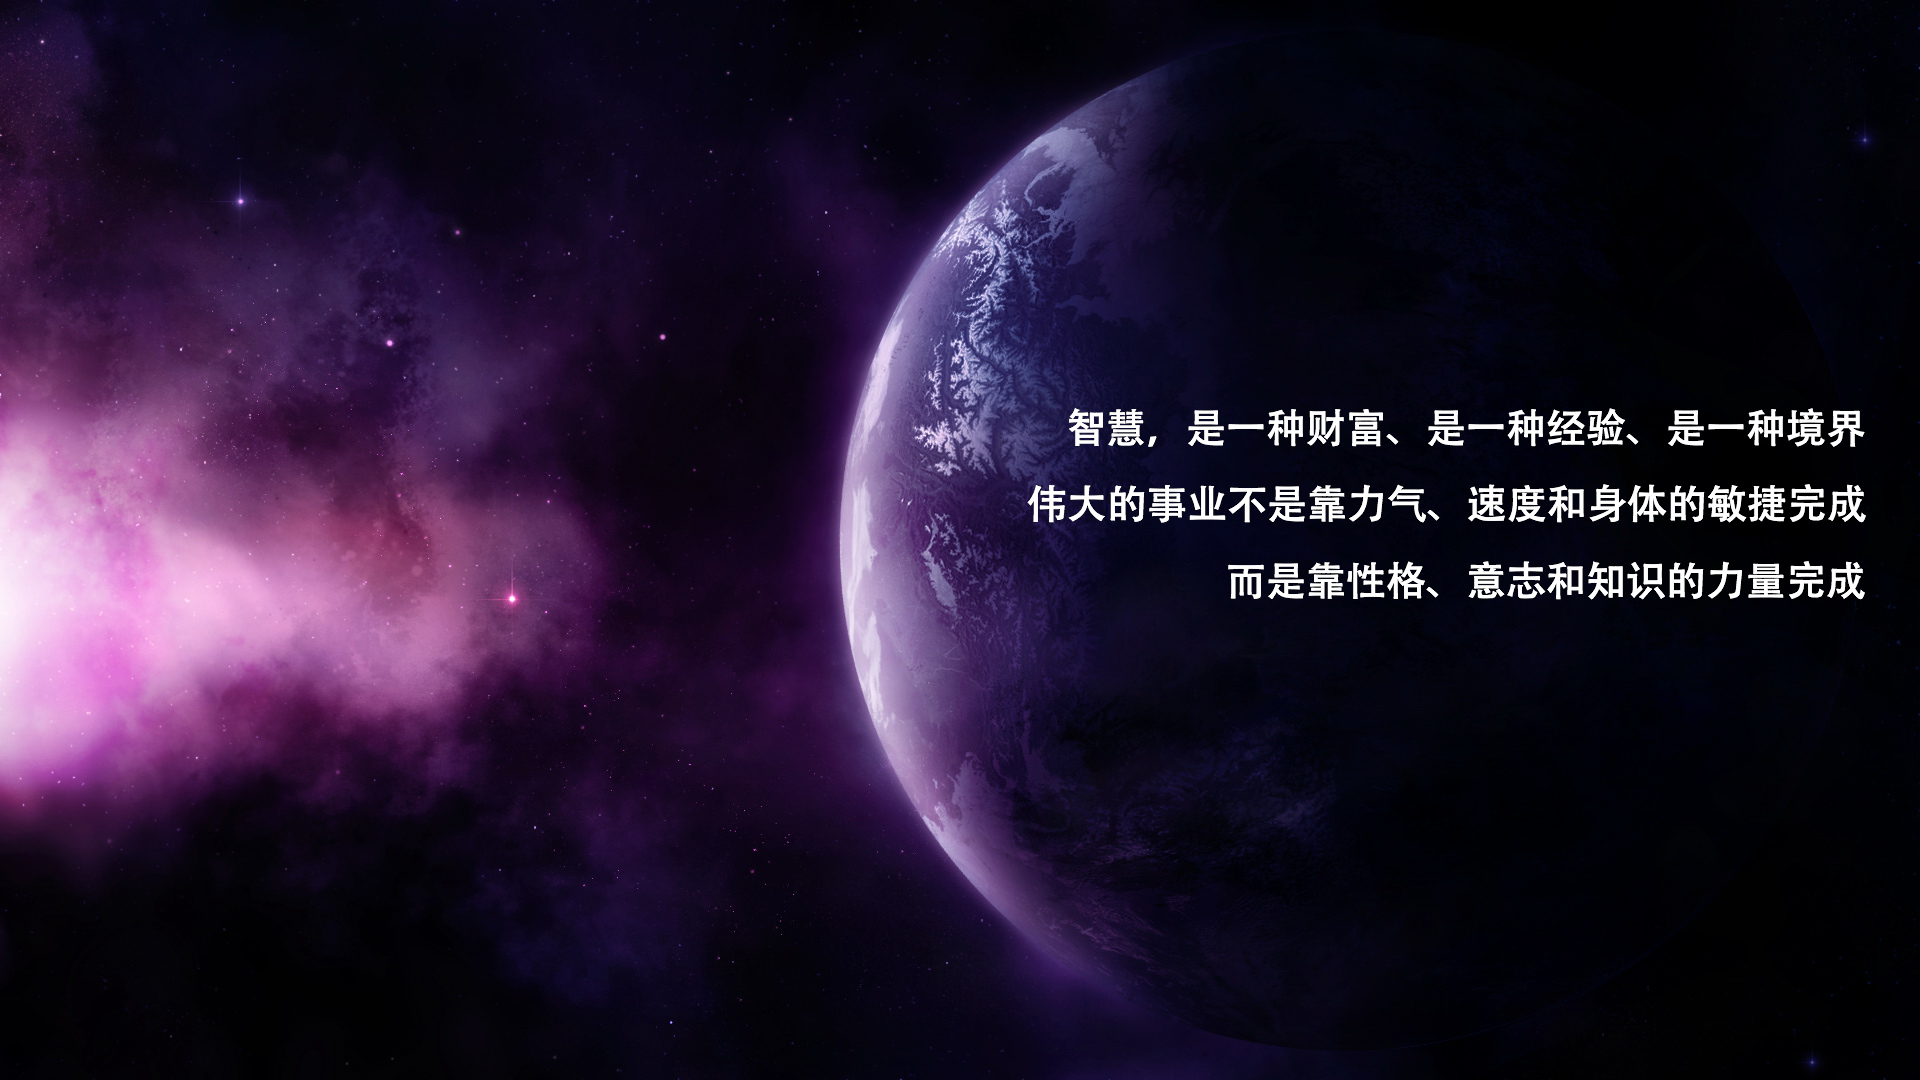 智慧，是一种财富、是一种经验、是一种境界
伟大的事业不是靠力气、速度和身体的敏捷完成
而是靠性格、意志和知识的力量完成